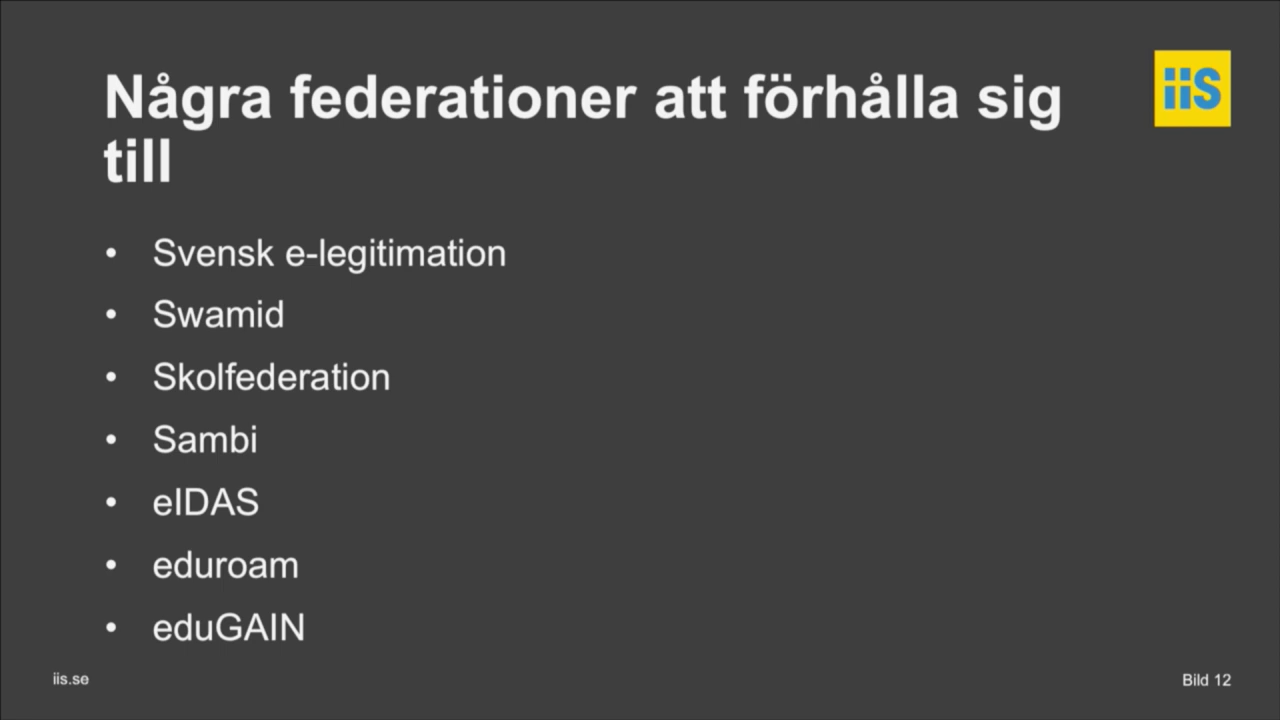 Några federationer att förhålla sig
till
iis
• Svensk e-legitimation
• Swamid
• Skolfederation
• Sambi
• eIDAS
• eduroam
• eduGAIN
iis.se
Bild 12